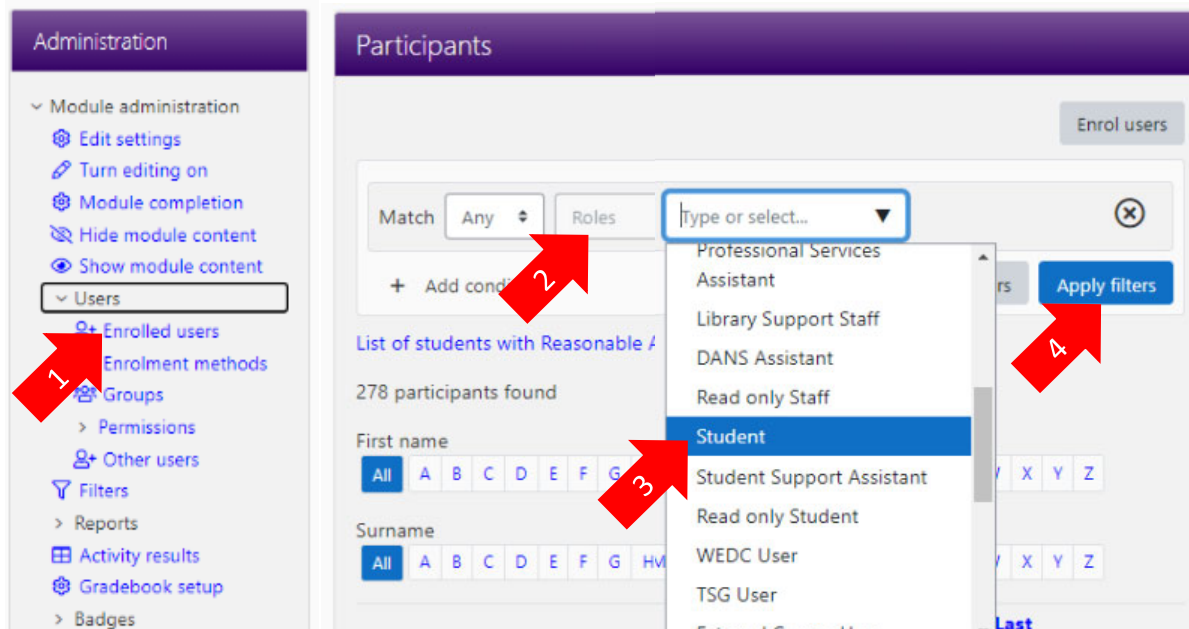 Administration
Module administration
Edit settings
Turn editing on
Module completion
Hide module content
Show module content
Users
Enrolled users
Enrolment methods
Groups
Permissions
Other users
Filters
Reports
Activity results
Gradebook setup
Badges
1
Participants
Enrol users
Match Any Roles Type or select...
2
+ Add
Apply filters
4
Professional Services
Assistant
Library Support Staff
DANS Assistant
Read only Staff
Student
3
Student Support Assistant
Read only Student
WEDC User
TSG User
List of students with Reasonable
278 participants found
First name
All A B C D E F G X Y Z
Surname
All A B C D E F G X Y Z
Last